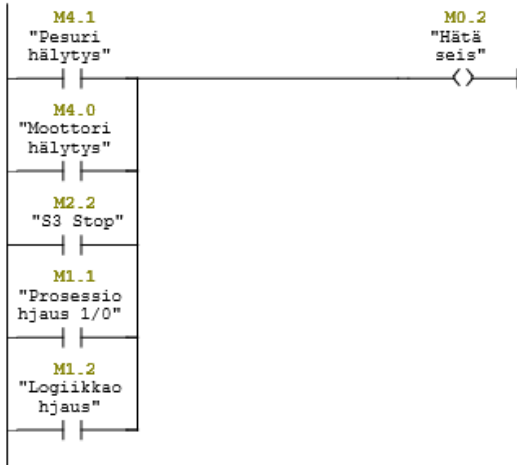 M4.1
"Pesuri
hälytys"
M0.2
"Hätä
seis"
M4.0
"Moottori
hälytys"
M2.2
"S3 Stop"
M1.1
"Prosessio
hjaus 1/0"
M1.2
"Logiikkao
hjaus"